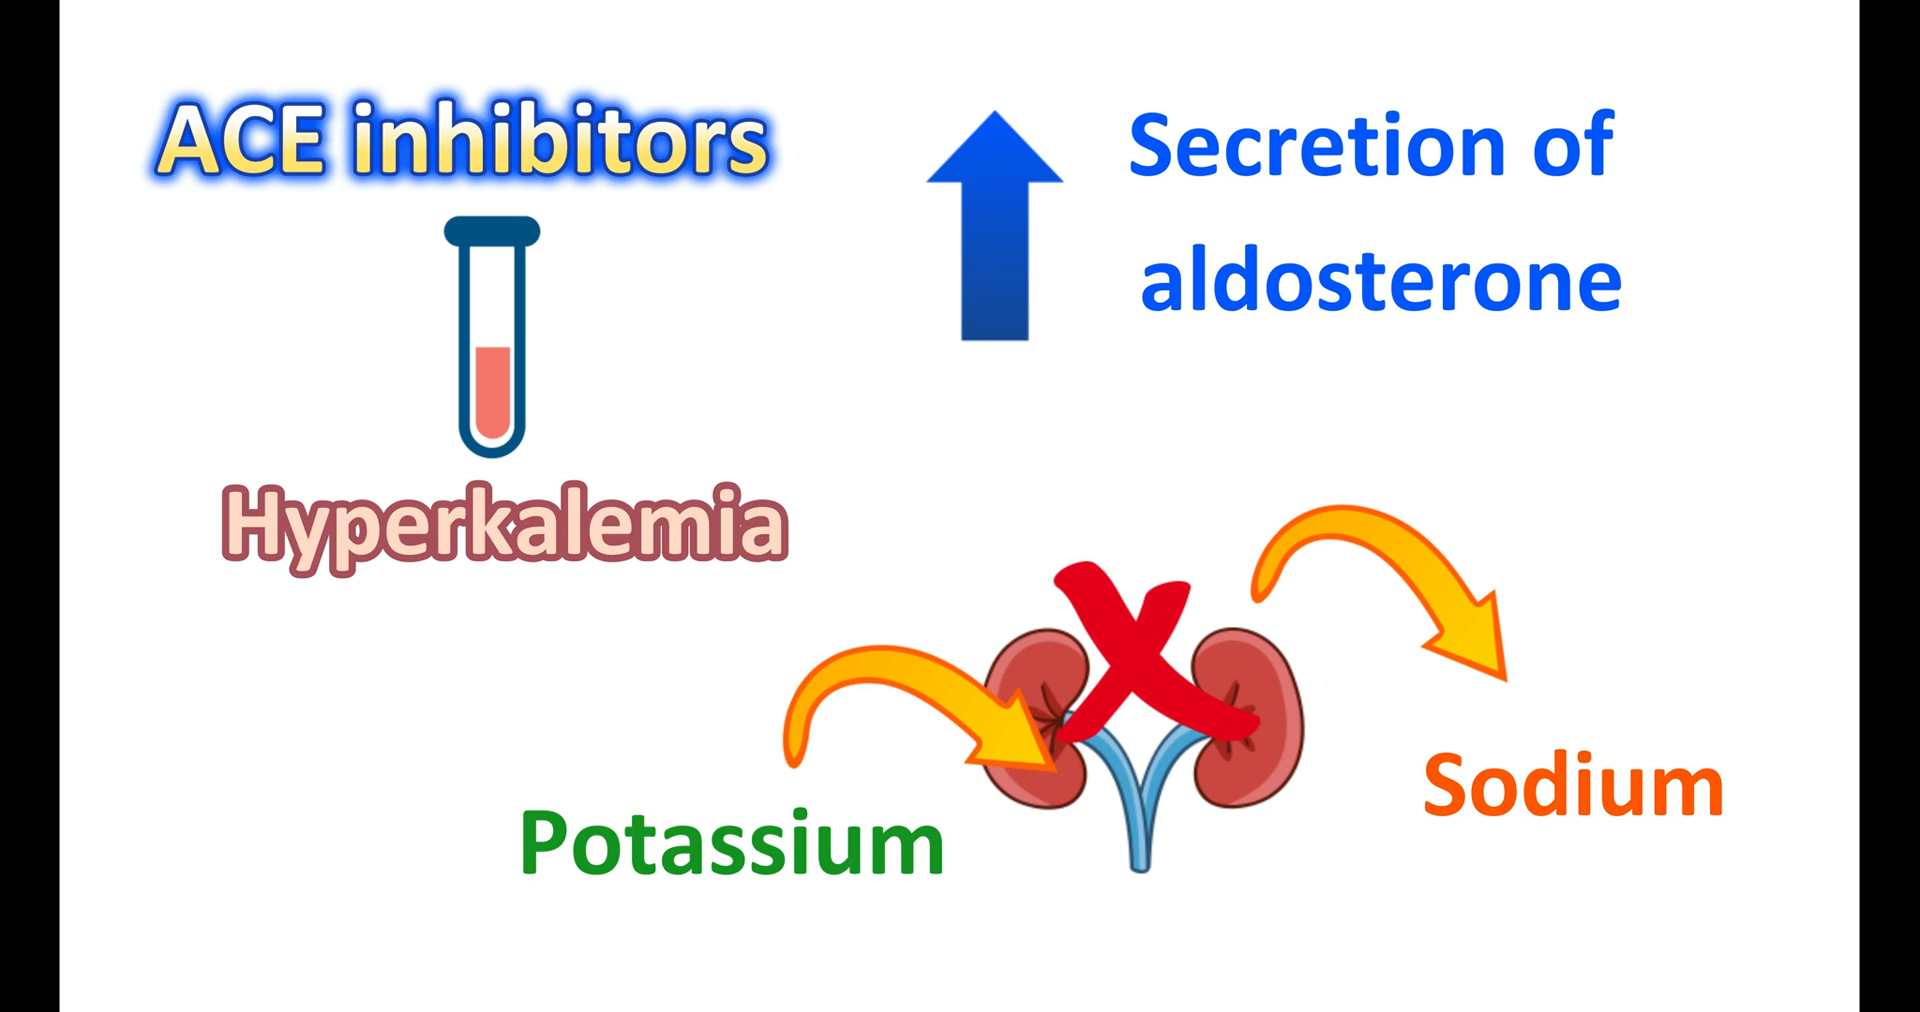 ACE inhibitors
Hyperkalemia
Secretion of
aldosterone
Potassium
Sodium